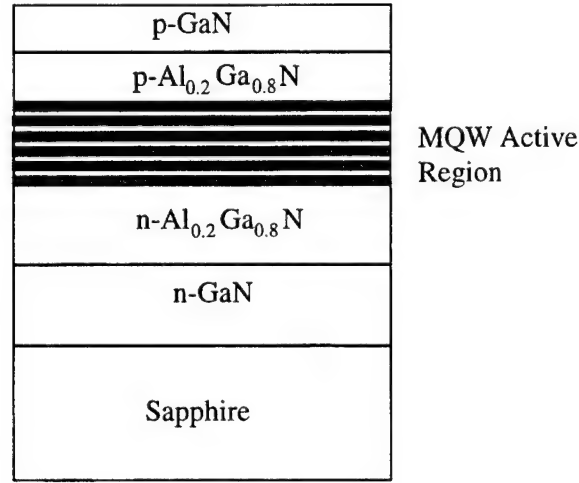 p-GaN
p-Al₀.₂Ga₀.₈N
MQW Active
Region
n-Al₀.₂Ga₀.₈N
n-GaN
Sapphire